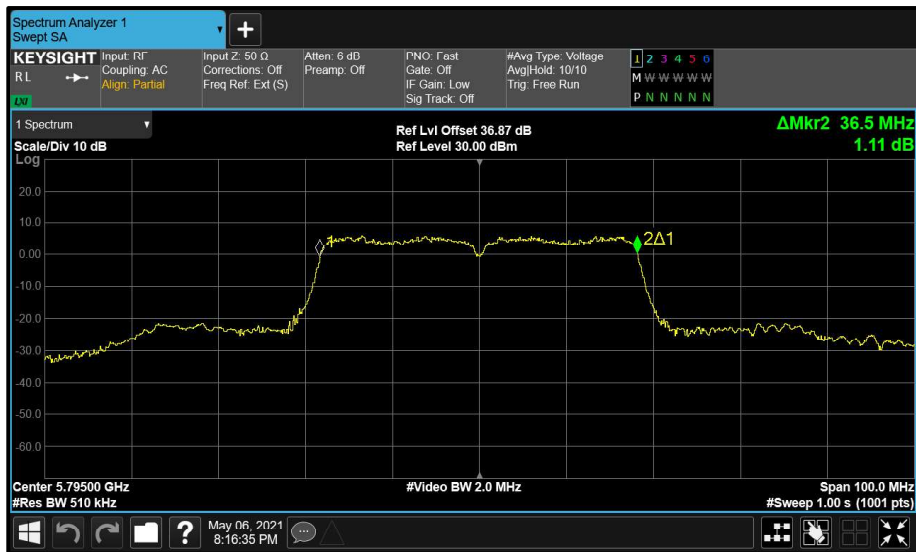 Spectrum Analyzer 1
Swept SA
+
KEYSIGHT
RL
LXI
Input: RF
Coupling: AC
Align: Partial
Input Z: 50 Ω
Corrections: Off
Freq Ref: Ext (S)
Atten: 6 dB
Preamp: Off
PNO: Fast
Gate: Off
IF Gain: Low
Sig Track: Off
#Avg Type: Voltage
Avg|Hold: 10/10
Trig: Free Run
1 2 3 4 5 6
M W W W W W
P N N N N N
1 Spectrum
Scale/Div 10 dB
Ref Lvl Offset 36.87 dB
Ref Level 30.00 dBm
ΔMkr2 36.5 MHz
1.11 dB
Log
20.0
10.0
0.00
-10.0
-20.0
-30.0
-40.0
-50.0
-60.0
1
2Δ1
Center 5.79500 GHz
#Video BW 2.0 MHz
Span 100.0 MHz
#Res BW 510 kHz
#Sweep 1.00 s (1001 pts)
?
May 06, 2021
8:16:35 PM